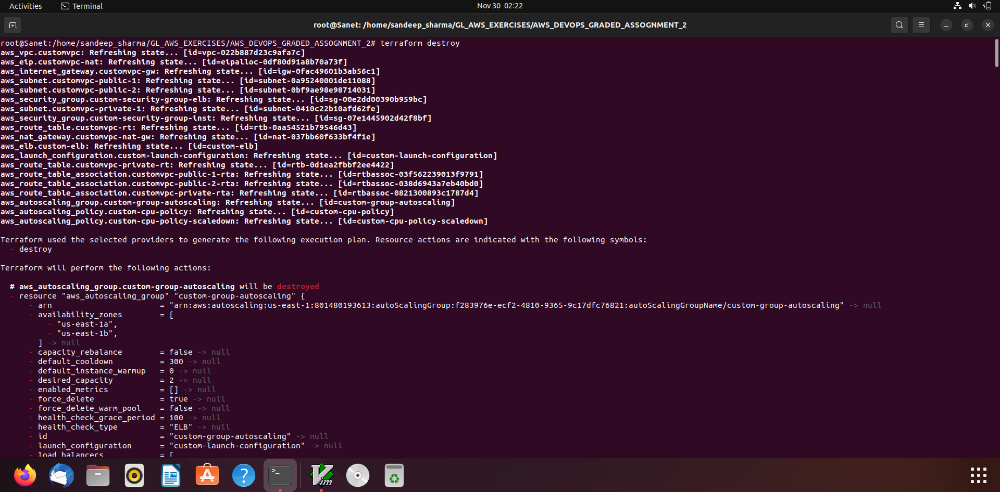 Activities
Terminal
Nov 30 02:22
root@Sanet: /home/sandeep_sharma/GL_AWS_EXERCISES/AWS_DEVOPS_GRADED_ASSOGNMENT_2
root@Sanet:/home/sandeep_sharma/GL_AWS_EXERCISES/AWS_DEVOPS_GRADED_ASSOGNMENT_2# terraform destroy
aws_vpc.customvpc: Refreshing state... [id=vpc-022b887d23c9afa7c]
aws_eip.customvpc-nat: Refreshing state... [id=eipalloc-0df80d91a8b70a73f]
aws_internet_gateway.customvpc-gw: Refreshing state... [id=igw-0fac49601b3ab56c1]
aws_subnet.customvpc-public-1: Refreshing state... [id=subnet-0a95240001de11088]
aws_subnet.customvpc-public-2: Refreshing state... [id=subnet-0bf9ae98e98714031]
aws_security_group.custom-security-group-elb: Refreshing state... [id=sg-00e2dd00390b959bc]
aws_subnet.customvpc-private-1: Refreshing state... [id=subnet-0410c22b10afd62fe]
aws_security_group.custom-security-group-inst: Refreshing state... [id=sg-07e1445902d42f8bf]
aws_route_table.customvpc-rt: Refreshing state... [id=rtb-0aa54521b79546d43]
aws_nat_gateway.customvpc-nat-gw: Refreshing state... [id=nat-037bb60f633bf4f1e]
aws_elb.custom-elb: Refreshing state... [id=custom-elb]
aws_launch_configuration.custom-launch-configuration: Refreshing state... [id=custom-launch-configuration]
aws_route_table.customvpc-private-rt: Refreshing state... [id=rtb-0d1ea2fbbf2ee4422]
aws_route_table_association.customvpc-public-1-rta: Refreshing state... [id=rtbassoc-03f562239013f9791]
aws_route_table_association.customvpc-public-2-rta: Refreshing state... [id=rtbassoc-038d6943a7eb40bd0]
aws_route_table_association.customvpc-private-rta: Refreshing state... [id=rtbassoc-0821300893c1787d4]
aws_autoscaling_group.custom-group-autoscaling: Refreshing state... [id=custom-group-autoscaling]
aws_autoscaling_policy.custom-cpu-policy: Refreshing state... [id=custom-cpu-policy]
aws_autoscaling_policy.custom-cpu-policy-scaledown: Refreshing state... [id=custom-cpu-policy-scaledown]
Terraform used the selected providers to generate the following execution plan. Resource actions are indicated with the following symbols:
- destroy
Terraform will perform the following actions:
# aws_autoscaling_group.custom-group-autoscaling will be destroyed
- resource "aws_autoscaling_group" "custom-group-autoscaling" {
- arn = "arn:aws:autoscaling:us-east-1:801480193613:autoScalingGroup:f283976e-ecf2-4810-9365-9c17dfc76821:autoScalingGroupName/custom-group-autoscaling" -> null
- availability_zones = [
- "us-east-1a",
- "us-east-1b",
] -> null
- capacity_rebalance = false -> null
- default_cooldown = 300 -> null
- default_instance_warmup = 0 -> null
- desired_capacity = 2 -> null
- enabled_metrics = [] -> null
- force_delete = true -> null
- force_delete_warm_pool = false -> null
- health_check_grace_period = 100 -> null
- health_check_type = "ELB" -> null
- id = "custom-group-autoscaling" -> null
- launch_configuration = "custom-launch-configuration" -> null
- load_balancers = [
>_
?
Vim